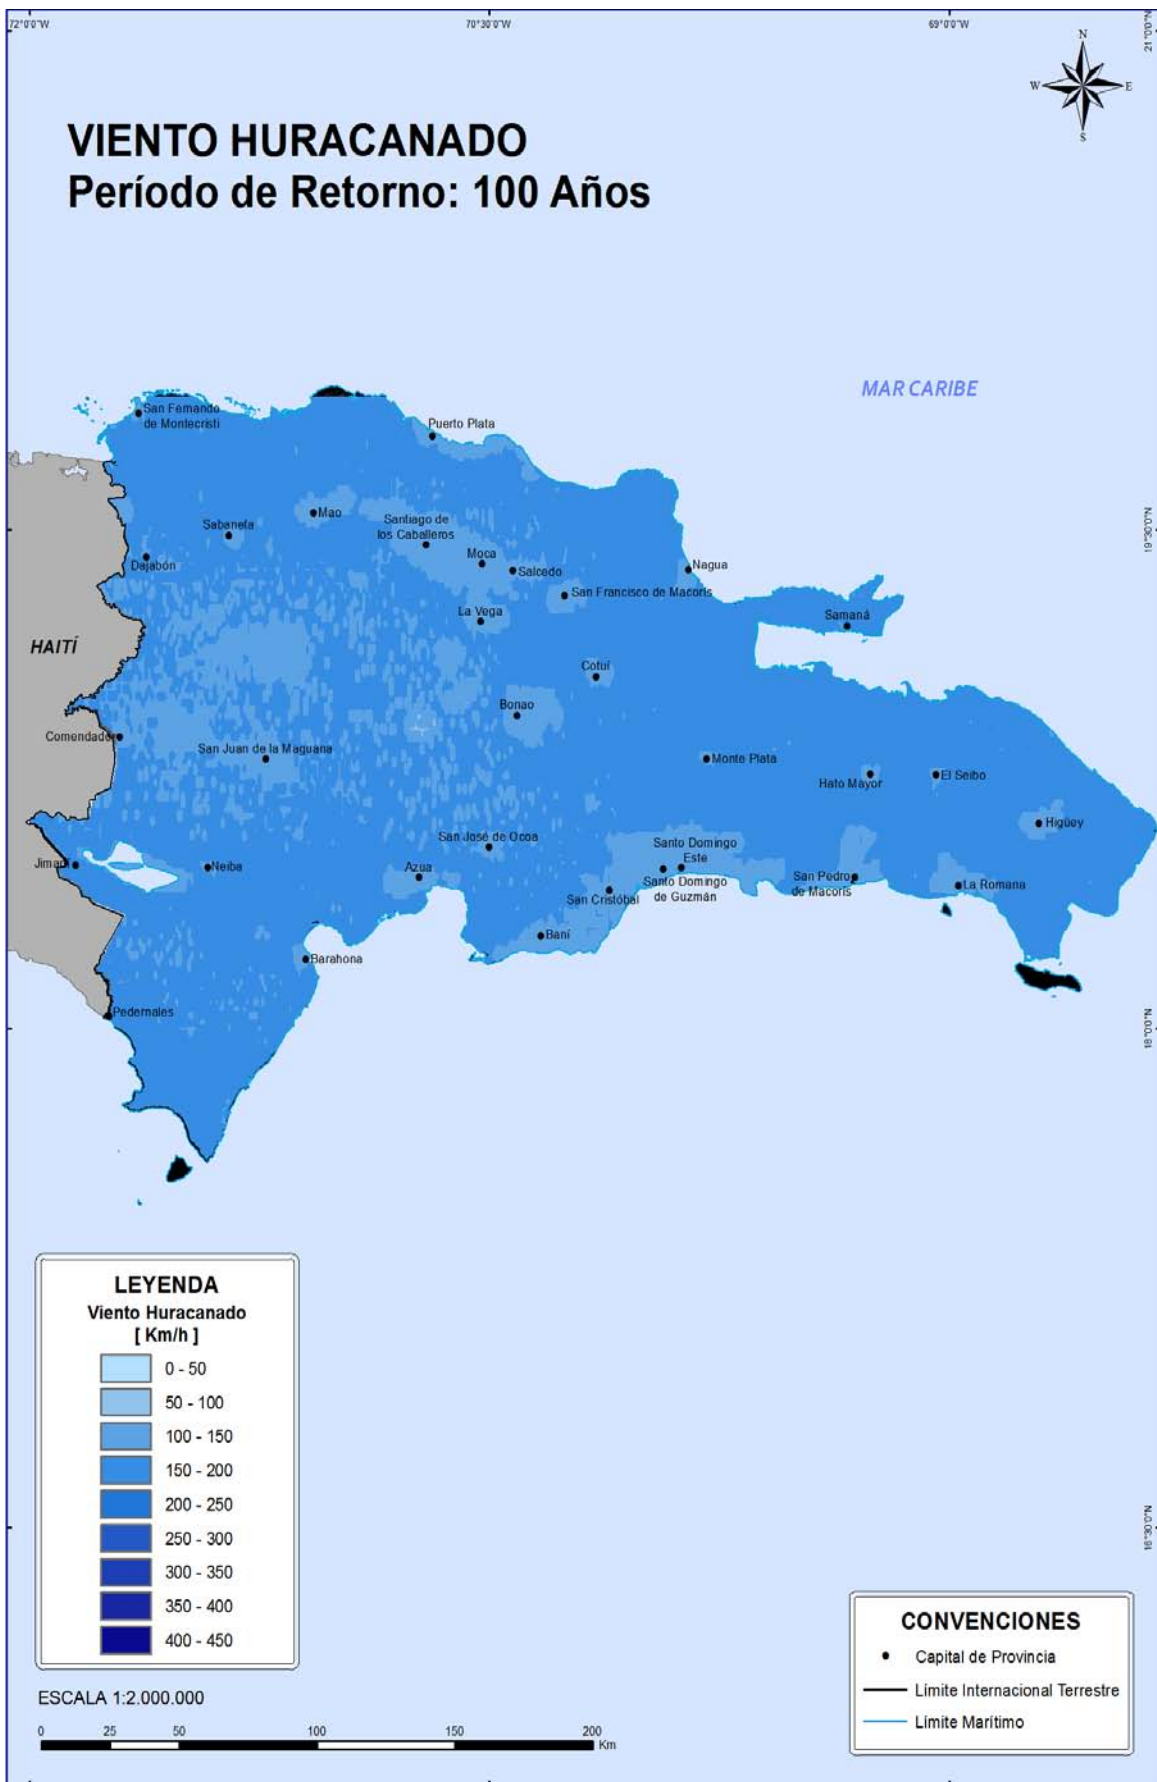 72°0'0"W
70°30'0"W
69°0'0"W
21°0'0"N
N
W
E
S
VIENTO HURACANADO
Período de Retorno: 100 Años
MAR CARIBE
San Fernando
de Montecristi
Puerto Plata
Mao
Santiago de
los Caballeros
Sabaneta
19°30'0"N
Dajabón
Moca
Salcedo
Nagua
San Francisco de Macorís
La Vega
Samaná
HAITÍ
Cotuí
Bonao
Comendador
San Juan de la Maguana
Monte Plata
Hato Mayor
El Seibo
Higüey
San José de Ocoa
Santo Domingo
Este
Jimaní
Neiba
Azua
San Pedro
de Macorís
La Romana
Santo Domingo
de Guzmán
San Cristóbal
Baní
Barahona
Pedernales
18°0'0"N
LEYENDA
Viento Huracanado
[ Km/h ]
0 - 50
50 - 100
100 - 150
150 - 200
200 - 250
250 - 300
300 - 350
350 - 400
400 - 450
16°30'0"N
CONVENCIONES
Capital de Provincia
Límite Internacional Terrestre
Límite Marítimo
ESCALA 1:2.000.000
0 25 50 100 150 200
Km